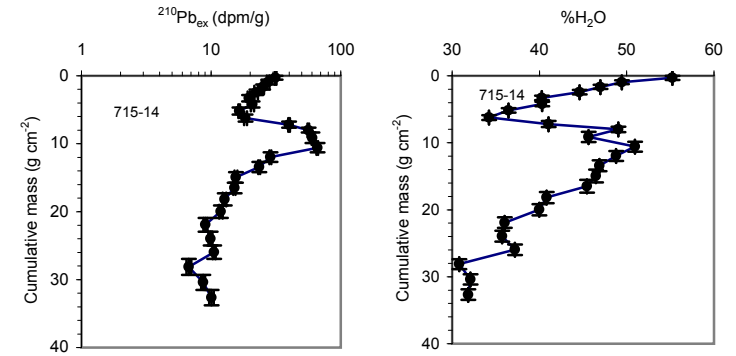 ²¹⁰Pb_ex (dpm/g)
1 10 100
0
10
20
30
40
Cumulative mass (g cm⁻²)
715-14
%H₂O
30 40 50 60
0
10
20
30
40
Cumulative mass (g cm⁻²)
715-14